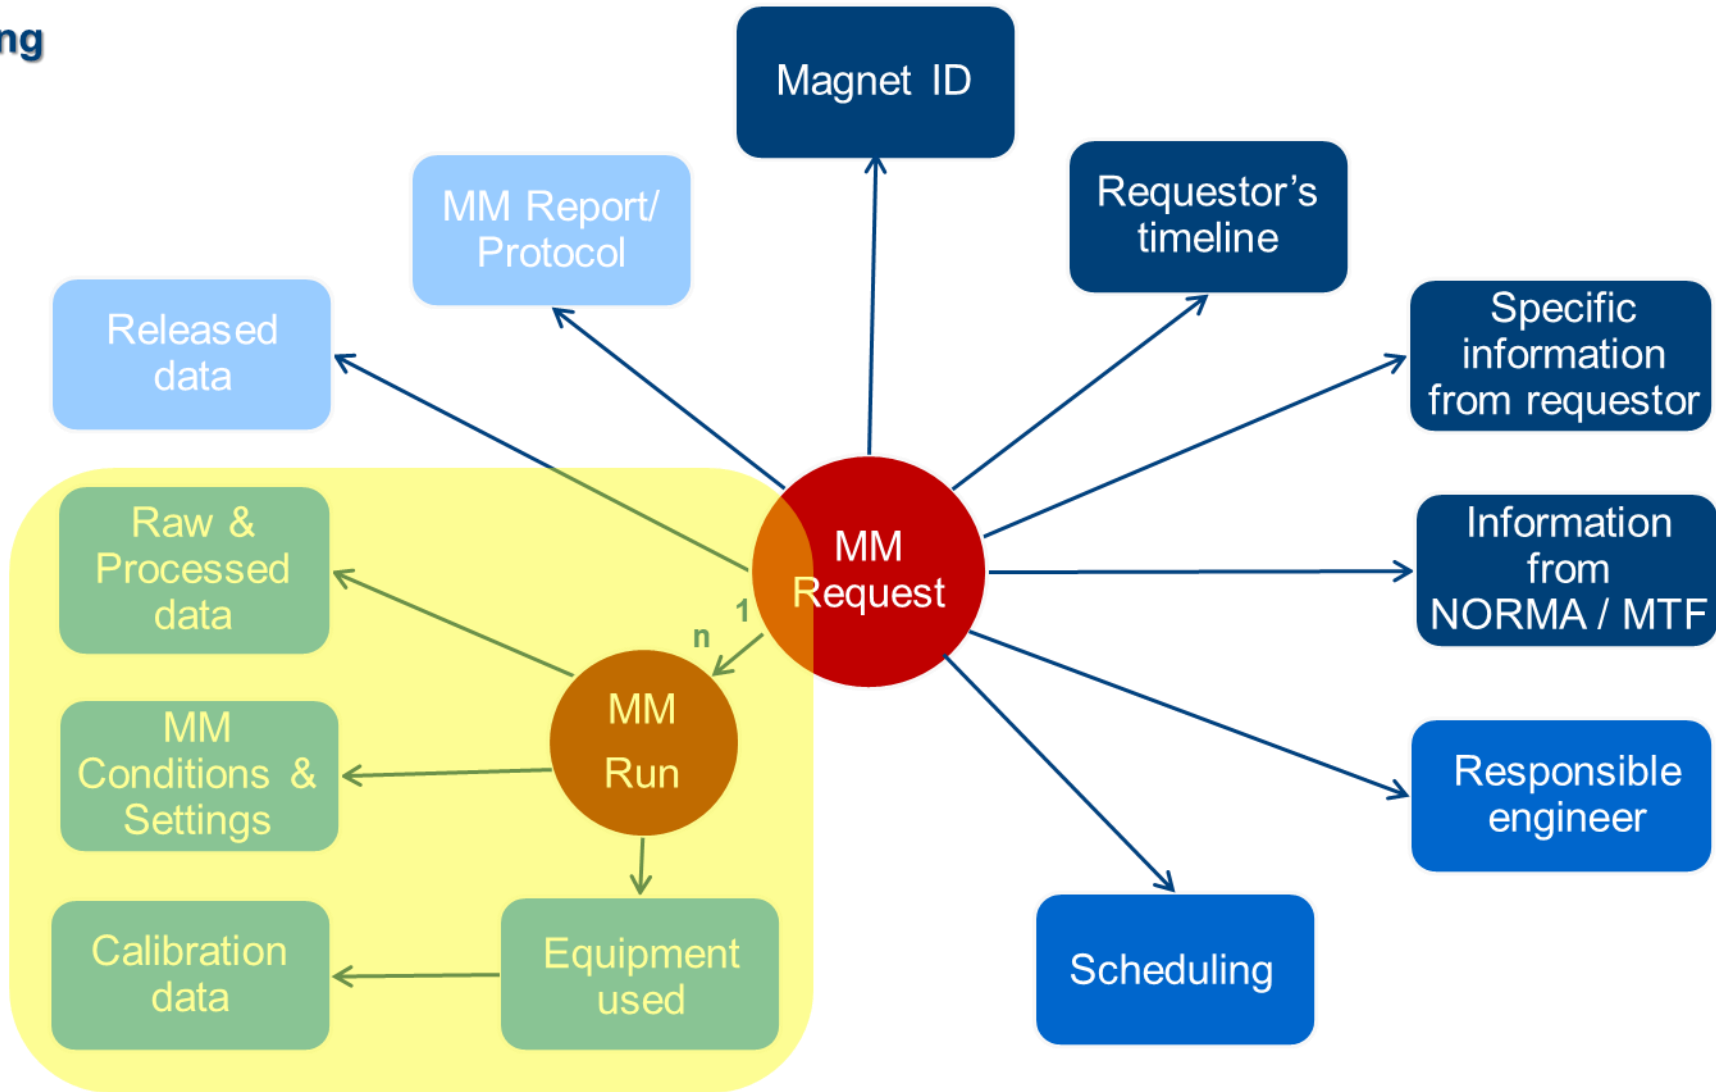 ng
Magnet ID
MM Report/
Protocol
Requestor's
timeline
Released
data
Specific
information
from requestor
Raw &
Processed
data
MM
Request
Information
from
NORMA / MTF
1
n
MM
Run
MM
Conditions &
Settings
Responsible
engineer
Calibration
data
Equipment
used
Scheduling